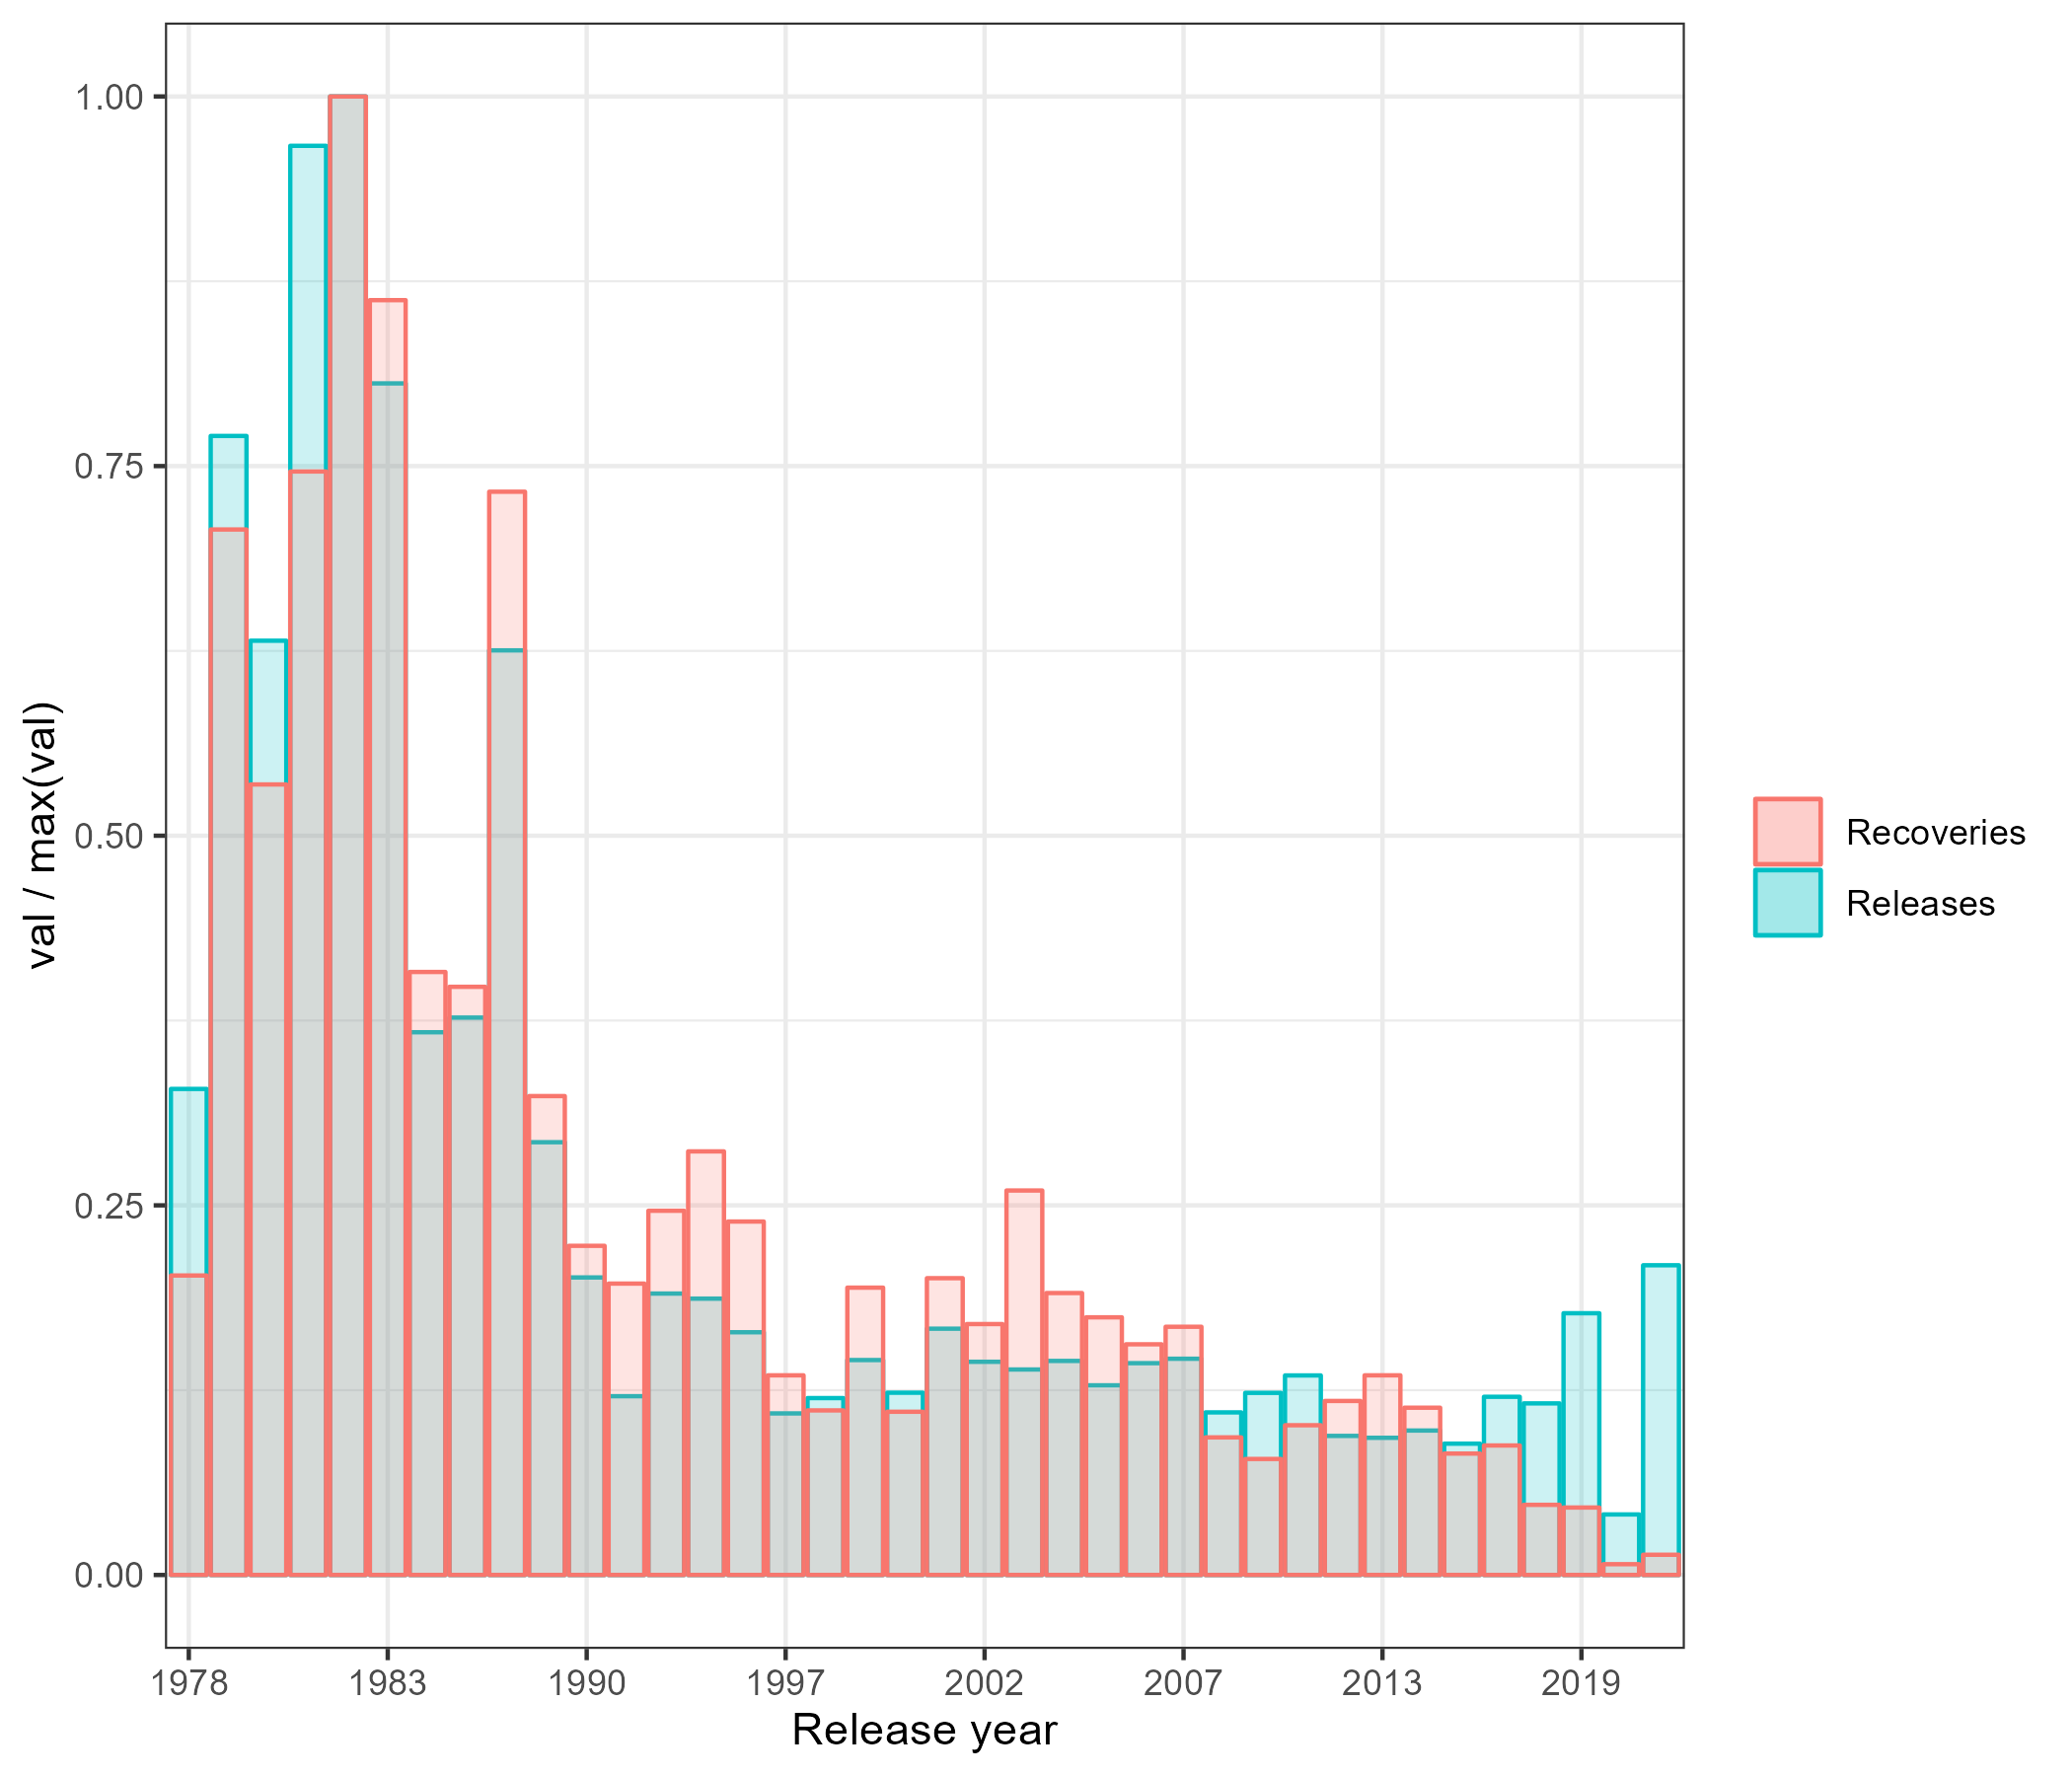 1.00
0.75
0.50
0.25
0.00
val / max(val)
1978 1983 1990 1997 2002 2007 2013 2019
Release year
Recoveries
Releases